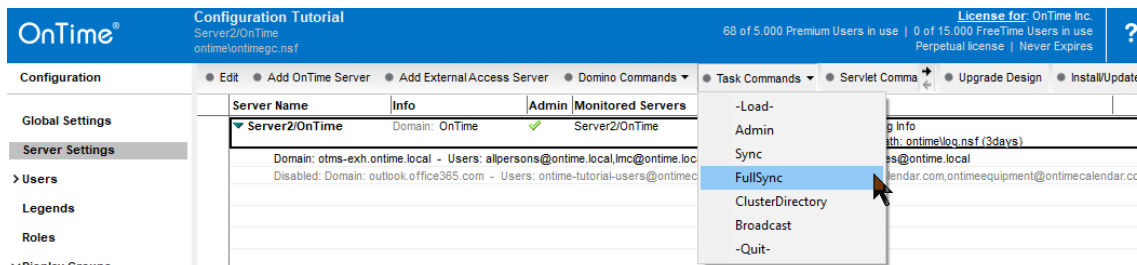 OnTime®
Configuration Tutorial
Server2/OnTime
ontime\ontimegc.nsf
License for: OnTime Inc.
68 of 5.000 Premium Users in use | 0 of 15.000 FreeTime Users in use
Perpetual license | Never Expires
?
Configuration
Edit Add OnTime Server Add External Access Server Domino Commands Task Commands Servlet Comma Upgrade Design Install/Update
Global Settings
Server Settings
Users
Legends
Roles
Server Name Info Admin Monitored Servers
Server2/OnTime Domain: OnTime Server2/OnTime g Info
ath: ontime\log.nsf (3days)
Domain: otms-exh.ontime.local - Users: allpersons@ontime.local,lmc@ontime.loc es@ontime.local
Disabled: Domain: outlook.office365.com - Users: ontime-tutorial-users@ontimec endar.com,ontimeequipment@ontimecalendar.co
-Load-
Admin
Sync
FullSync
ClusterDirectory
Broadcast
-Quit-